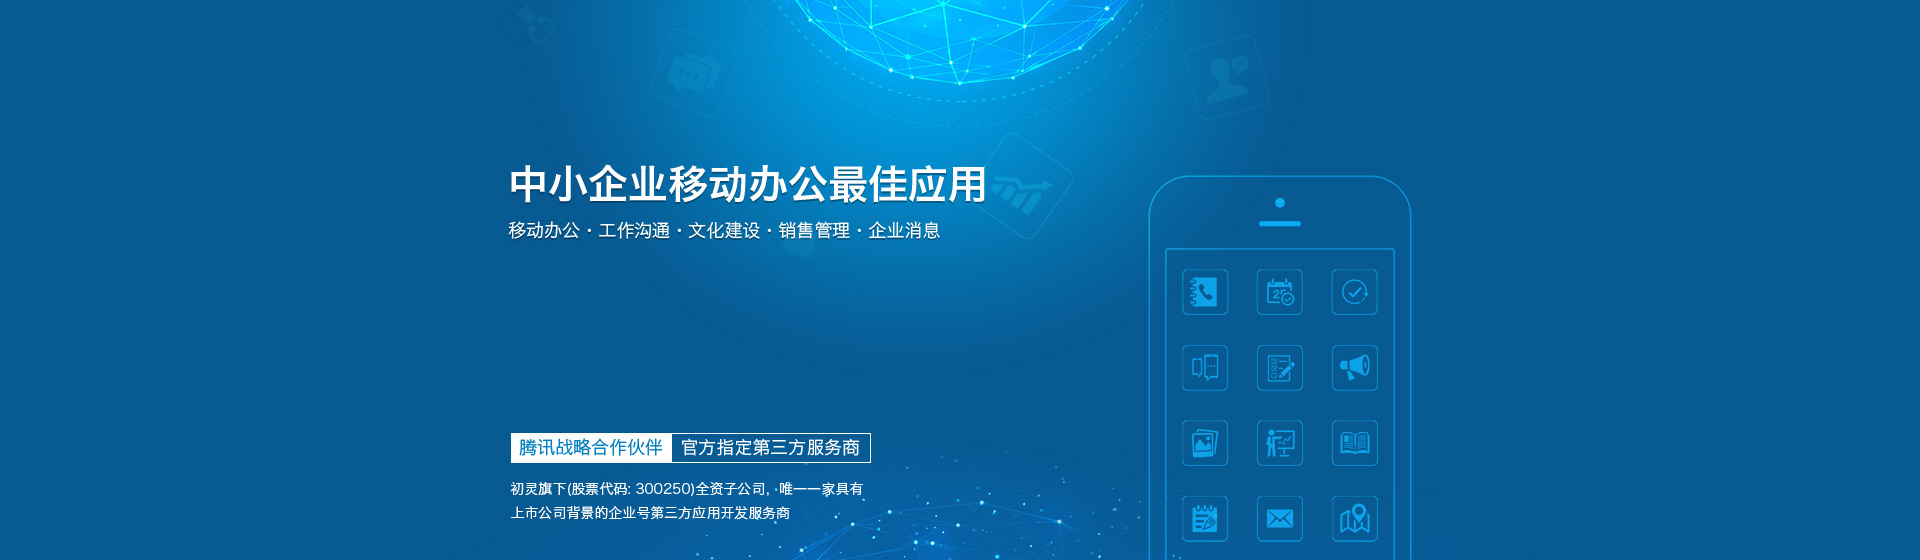 中小企业移动办公最佳应用
移动办公·工作沟通·文化建设·销售管理·企业消息
腾讯战略合作伙伴 官方指定第三方服务商
初灵旗下(股票代码: 300250)全资子公司, 唯一一家具有
上市公司背景的企业号第三方应用开发服务商